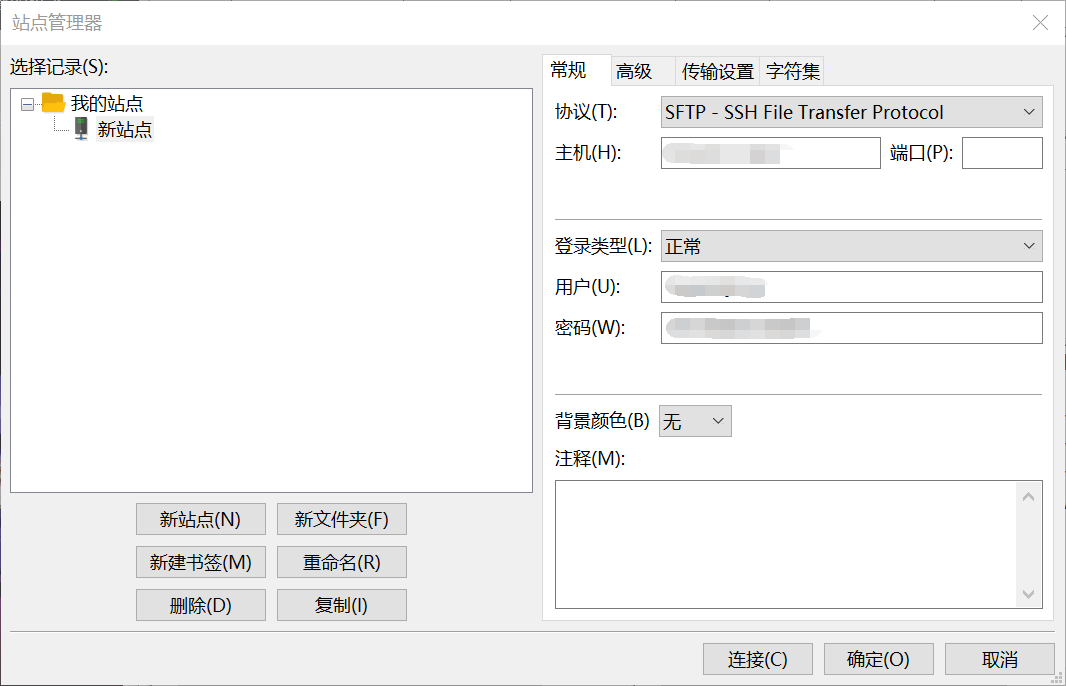 站点管理器
选择记录(S):
我的站点
新站点
新站点(N)
新文件夹(F)
新建书签(M)
重命名(R)
删除(D)
复制(I)
常规
高级
传输设置
字符集
协议(T):
SFTP - SSH File Transfer Protocol
主机(H):
端口(P):
登录类型(L):
正常
用户(U):
密码(W):
背景颜色(B)
无
注释(M):
连接(C)
确定(O)
取消